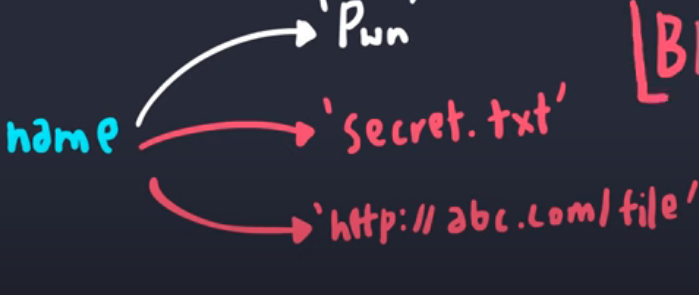 'Pwn'
[B
name
'secret.txt'
'http://abc.com/file'